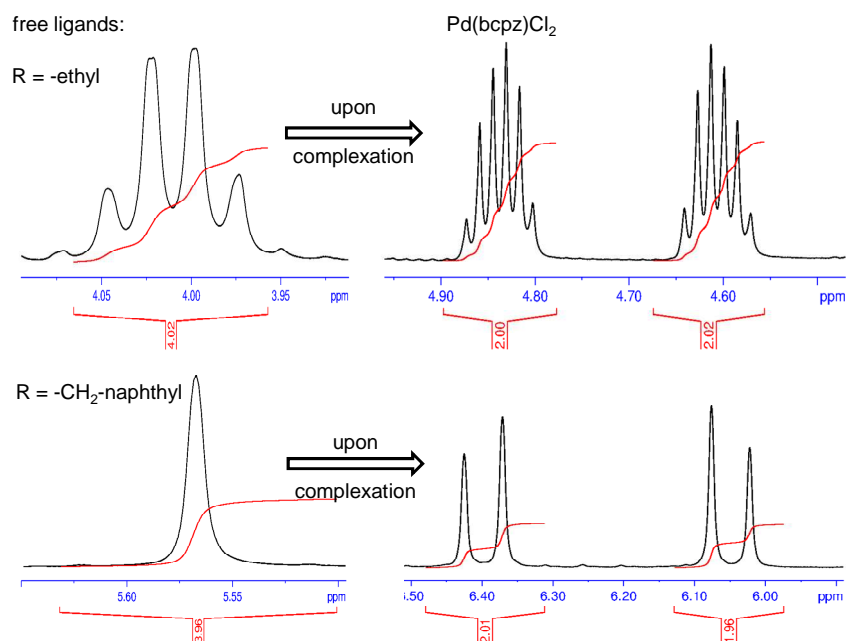 free ligands:
Pd(bcpz)Cl₂
R = -ethyl
upon
complexation
4.05 4.00 3.95 ppm
4.90 4.80 4.70 4.60 ppm
4.02
2.00
2.02
R = -CH₂-naphthyl
upon
complexation
5.60 5.55 ppm
6.40 6.30 6.20 6.10 6.00 ppm
3.96
2.01
1.96